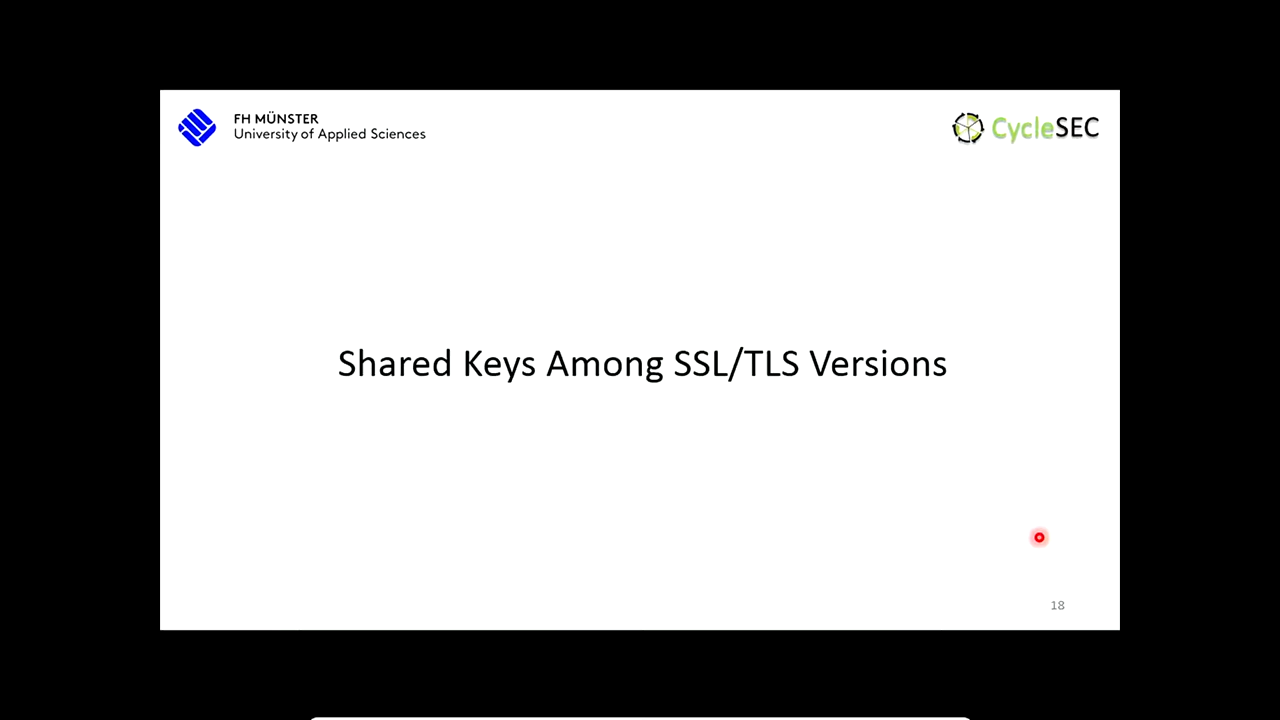 FH MÜNSTER
University of Applied Sciences
CycleSEC
Shared Keys Among SSL/TLS Versions
18